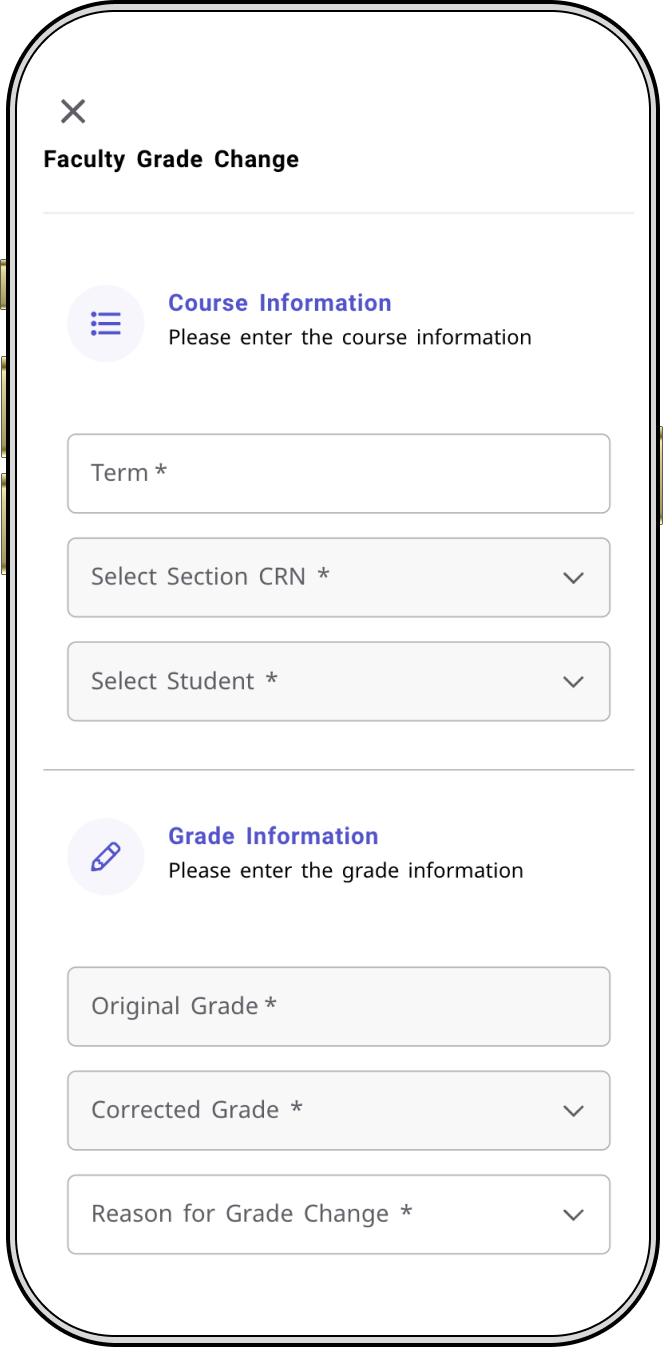 Faculty Grade Change
Course Information
Please enter the course information
Term *
Select Section CRN *
Select Student *
Grade Information
Please enter the grade information
Original Grade *
Corrected Grade *
Reason for Grade Change *